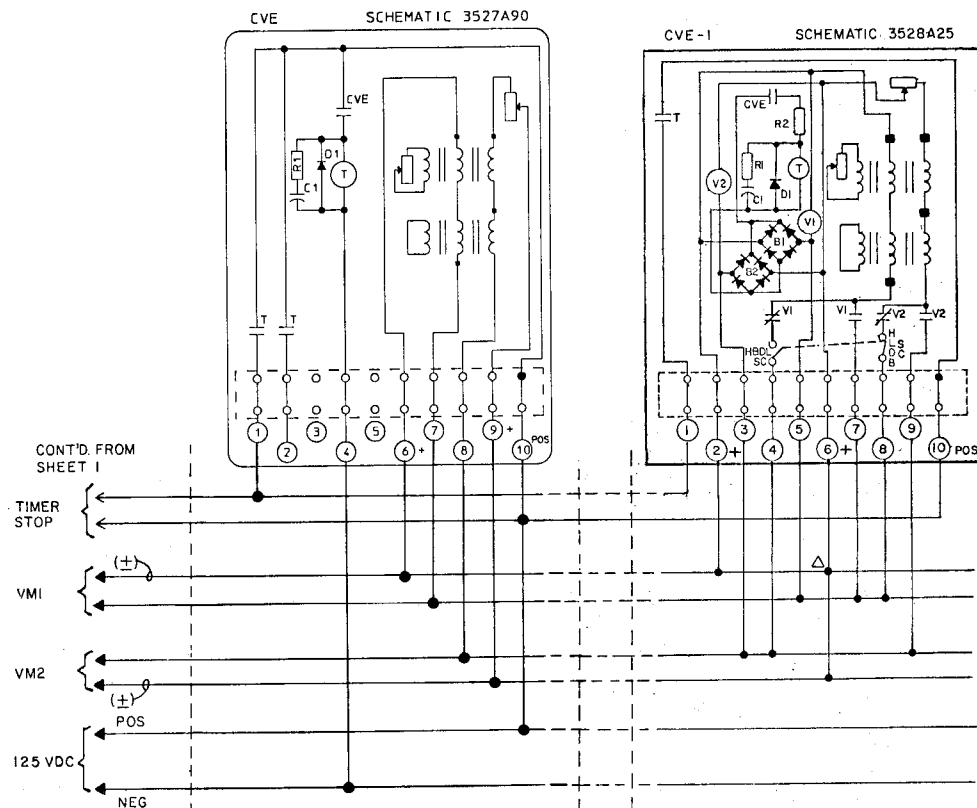 CVE SCHEMATIC 3527A90
CVE-1 SCHEMATIC 3528A25
CVE
R1
D1
C1
T
T
T
T
CVE
R2
V2
R1
C1
D1
T
V1
B1
B2
V1
V1
V2
V2
HBDL
SC
H
L S
D C
B
1 2 3 4 5 6 + 7 8 9 + 10 POS
1 2 + 3 4 5 6 + 7 8 9 10 POS
CONT'D. FROM
SHEET 1
TIMER
STOP
(±)
VM1
Δ
VM2
(±)
POS
125 VDC
NEG